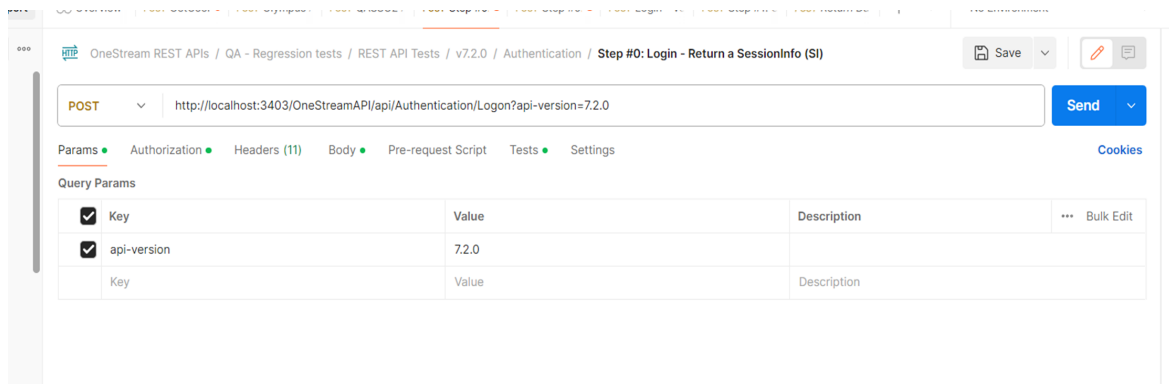 OneStream REST APIs / QA - Regression tests / REST API Tests / v7.2.0 / Authentication / Step #0: Login - Return a SessionInfo (SI) Save
POST http://localhost:3403/OneStreamAPI/api/Authentication/Logon?api-version=7.2.0 Send
Params Authorization Headers (11) Body Pre-request Script Tests Settings Cookies
Query Params
Key Value Description Bulk Edit
api-version 7.2.0
Key Value Description